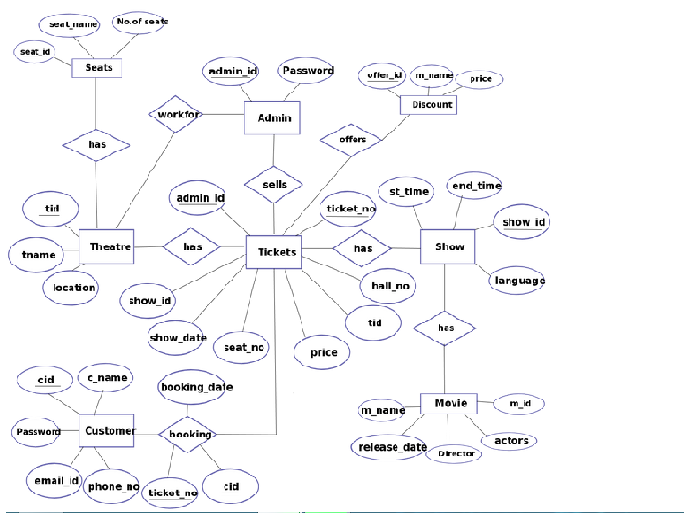 seat_name
No.of seats
seat_id
Seats
admin_id
Password
offer_id
m_name
price
Discount
workfor
Admin
has
offers
sells
tid
admin_id
ticket_no
st_time
end_time
show_id
tname
Theatre
has
Tickets
has
Show
location
show_id
hall_no
language
show_date
seat_no
price
tid
has
cid
c_name
booking_date
m_name
Movie
m_id
Password
Customer
booking
release_date
Director
actors
email_id
phone_no
ticket_no
cid